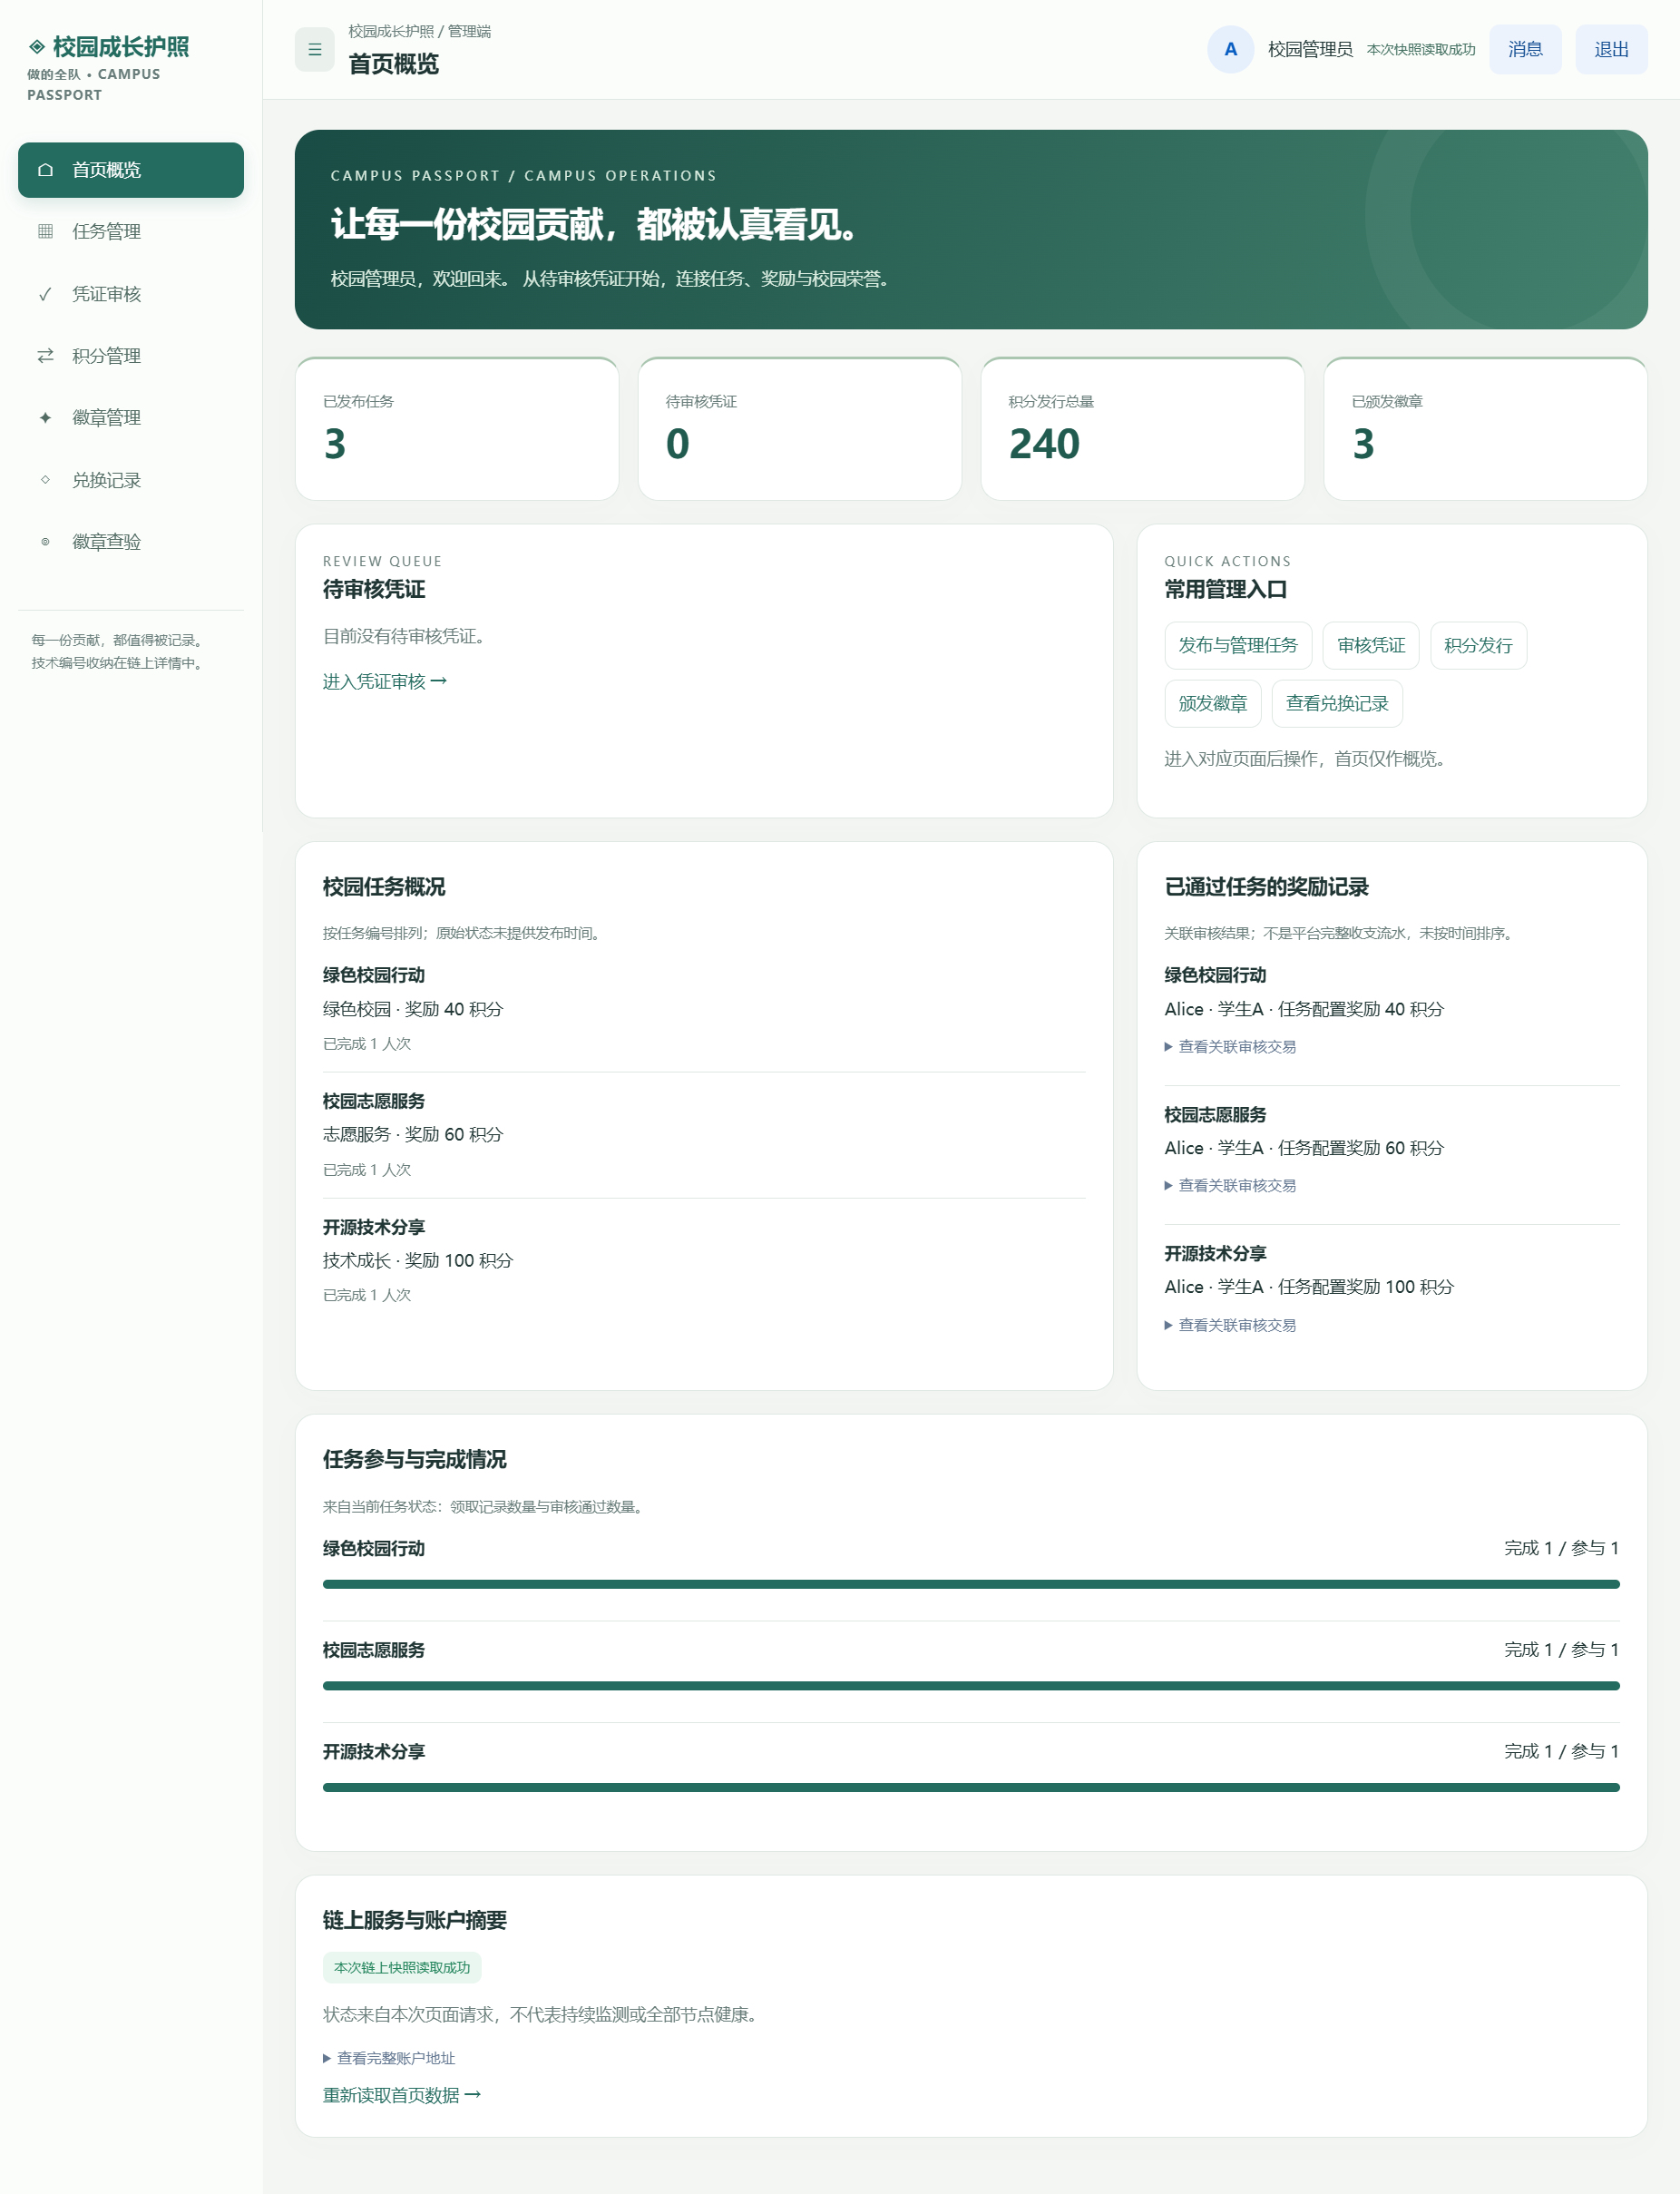 校园成长护照
做的全队 • CAMPUS
PASSPORT
首页概览
任务管理
凭证审核
积分管理
徽章管理
兑换记录
徽章查验
每一份贡献，都值得被记录。
技术编号收纳在链上详情中。
校园成长护照 / 管理端
首页概览
A
校园管理员
本次快照读取成功
消息
退出
CAMPUS PASSPORT / CAMPUS OPERATIONS
让每一份校园贡献，都被认真看见。
校园管理员，欢迎回来。 从待审核凭证开始，连接任务、奖励与校园荣誉。
已发布任务
3
待审核凭证
0
积分发行总量
240
已颁发徽章
3
REVIEW QUEUE
待审核凭证
目前没有待审核凭证。
进入凭证审核 →
QUICK ACTIONS
常用管理入口
发布与管理任务
审核凭证
积分发行
颁发徽章
查看兑换记录
进入对应页面后操作，首页仅作概览。
校园任务概况
按任务编号排列；原始状态未提供发布时间。
绿色校园行动
绿色校园 · 奖励 40 积分
已完成 1 人次
校园志愿服务
志愿服务 · 奖励 60 积分
已完成 1 人次
开源技术分享
技术成长 · 奖励 100 积分
已完成 1 人次
已通过任务的奖励记录
关联审核结果；不是平台完整收支流水，未按时间排序。
绿色校园行动
Alice · 学生A · 任务配置奖励 40 积分
▶ 查看关联审核交易
校园志愿服务
Alice · 学生A · 任务配置奖励 60 积分
▶ 查看关联审核交易
开源技术分享
Alice · 学生A · 任务配置奖励 100 积分
▶ 查看关联审核交易
任务参与与完成情况
来自当前任务状态：领取记录数量与审核通过数量。
绿色校园行动
完成 1 / 参与 1
校园志愿服务
完成 1 / 参与 1
开源技术分享
完成 1 / 参与 1
链上服务与账户摘要
本次链上快照读取成功
状态来自本次页面请求，不代表持续监测或全部节点健康。
▶ 查看完整账户地址
重新读取首页数据 →